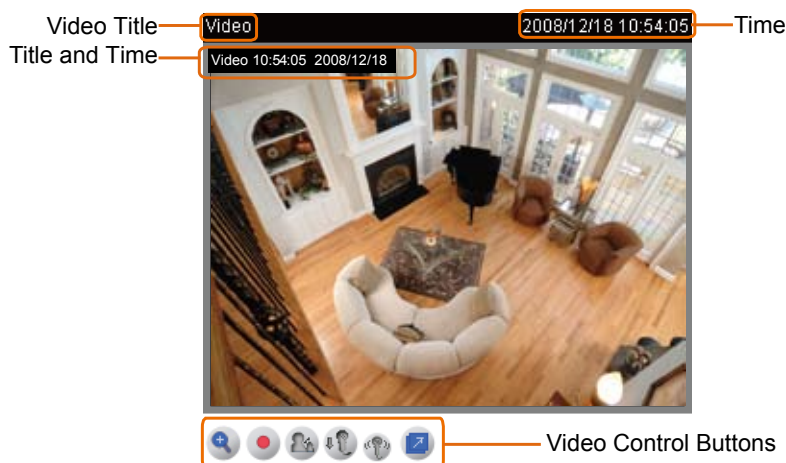 Video Title
Video
2008/12/18 10:54:05
Time
Title and Time
Video 10:54:05 2008/12/18
Video Control Buttons